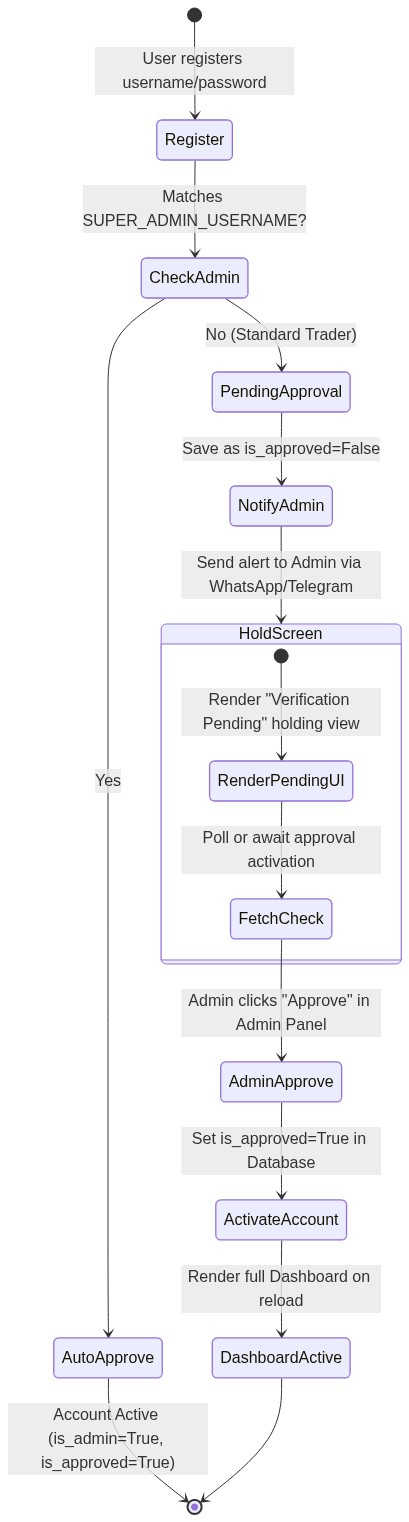 User registers
username/password
Register
Matches
SUPER_ADMIN_USERNAME?
CheckAdmin
No (Standard Trader)
PendingApproval
Save as is_approved=False
NotifyAdmin
Send alert to Admin via
WhatsApp/Telegram
HoldScreen
Render "Verification
Pending" holding view
RenderPendingUI
Yes
Poll or await approval
activation
FetchCheck
Admin clicks "Approve" in
Admin Panel
AdminApprove
Set is_approved=True in
Database
ActivateAccount
Render full Dashboard on
reload
AutoApprove
DashboardActive
Account Active
(is_admin=True,
is_approved=True)